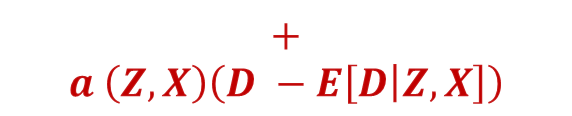 +
a (Z, X)(D − E[D|Z, X])